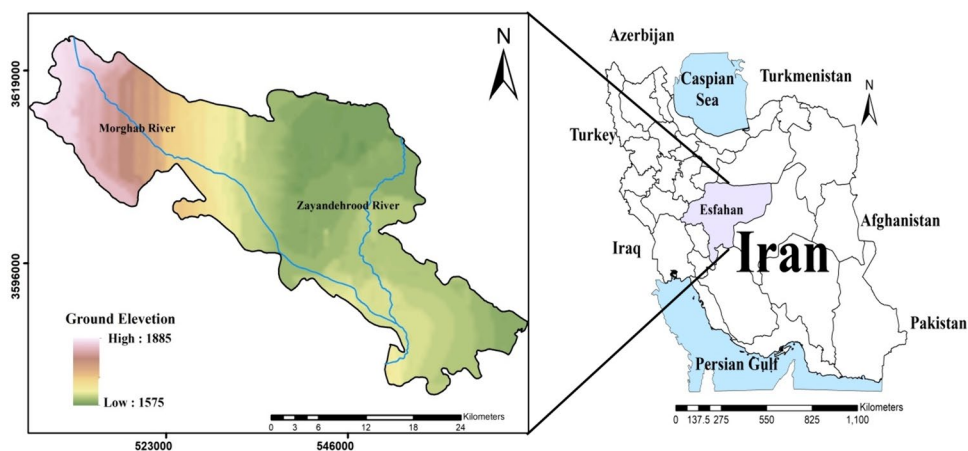 N
3619000
3596000
Morghab River
Zayandehrood River
Ground Elevetion
High : 1885
Low : 1575
Kilometers
0 3 6 12 18 24
523000
546000
Azerbijan
Caspian
Sea
Turkmenistan
N
Turkey
Esfahan
Afghanistan
Iraq
Iran
Pakistan
Persian Gulf
Kilometers
0 137.5 275 550 825 1,100